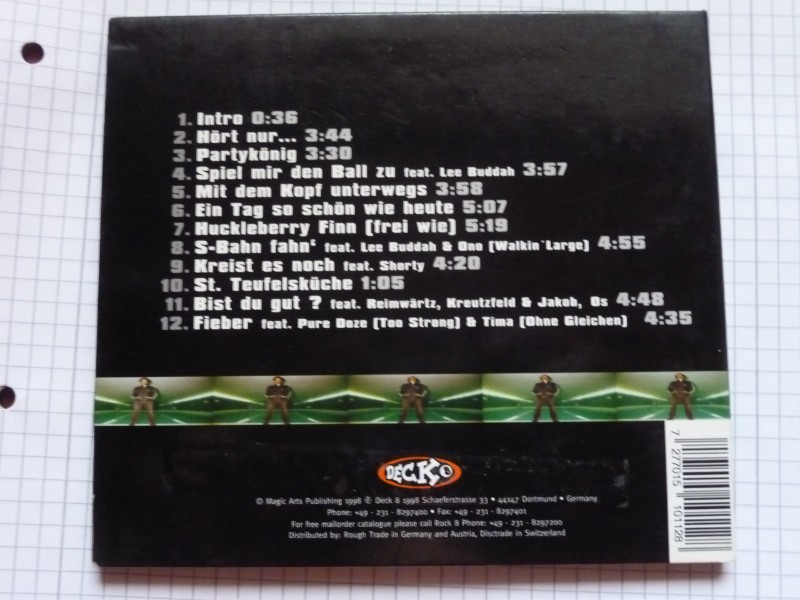 1. Intro 0:36
2. Hört nur... 3:44
3. Partykönig 3:30
4. Spiel mir den Ball zu feat. Lee Buddah 3:57
5. Mit dem Kopf unterwegs 3:58
6. Ein Tag so schön wie heute 5:07
7. Huckleberry Finn (frei wie) 5:19
8. S-Bahn fahn‘ feat. Lee Buddah & Ono (Walkin´Large) 4:55
9. Kreist es noch feat. Shorty 4:20
10. St. Teufelsküche 1:05
11. Bist du gut ? feat. Reimwärtz, Kreutzfeld & Jakob, Os 4:48
12. Fieber feat. Pure Doze (Too Strong) & Tima (Ohne Gleichen) 4:35
DECK 8
© Magic Arts Publishing 1998 ℗ Deck 8 1998 Schaeferstrasse 33 • 44147 Dortmund • Germany
Phone: +49 - 231 - 8297400 • Fax: +49 - 231 - 8297401
For free mailorder catalogue please call Rock 8 Phone: +49 - 231 - 8297200
Distributed by: Rough Trade in Germany and Austria, Disctrade in Switzerland
7 277015 101128